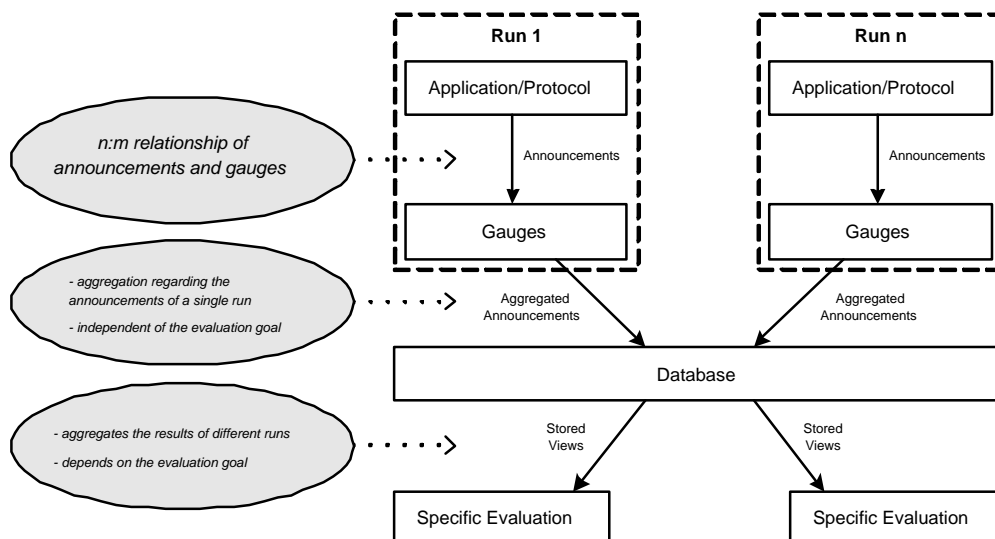 Run 1
Run n
Application/Protocol
Application/Protocol
n:m relationship of
announcements and gauges
Announcements
Announcements
Gauges
Gauges
- aggregation regarding the
announcements of a single run
- independent of the evaluation goal
Aggregated
Announcements
Aggregated
Announcements
Database
- aggregates the results of different runs
- depends on the evaluation goal
Stored
Views
Stored
Views
Specific Evaluation
Specific Evaluation